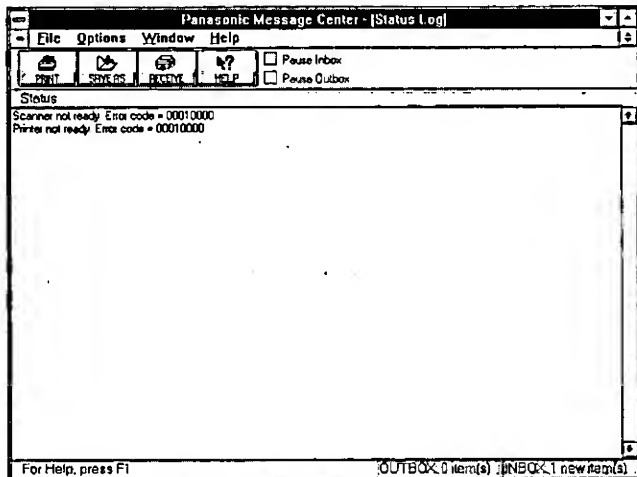 Panasonic Message Center - [Status Log]
File Options Window Help
PRINT SAVE AS RECEIVE HELP
Pause Inbox
Pause Outbox
Status
Scanner not ready Error code = 00010000
Printer not ready Error code = 00010000
For Help, press F1 OUTBOX 0 item(s) INBOX 1 new item(s)